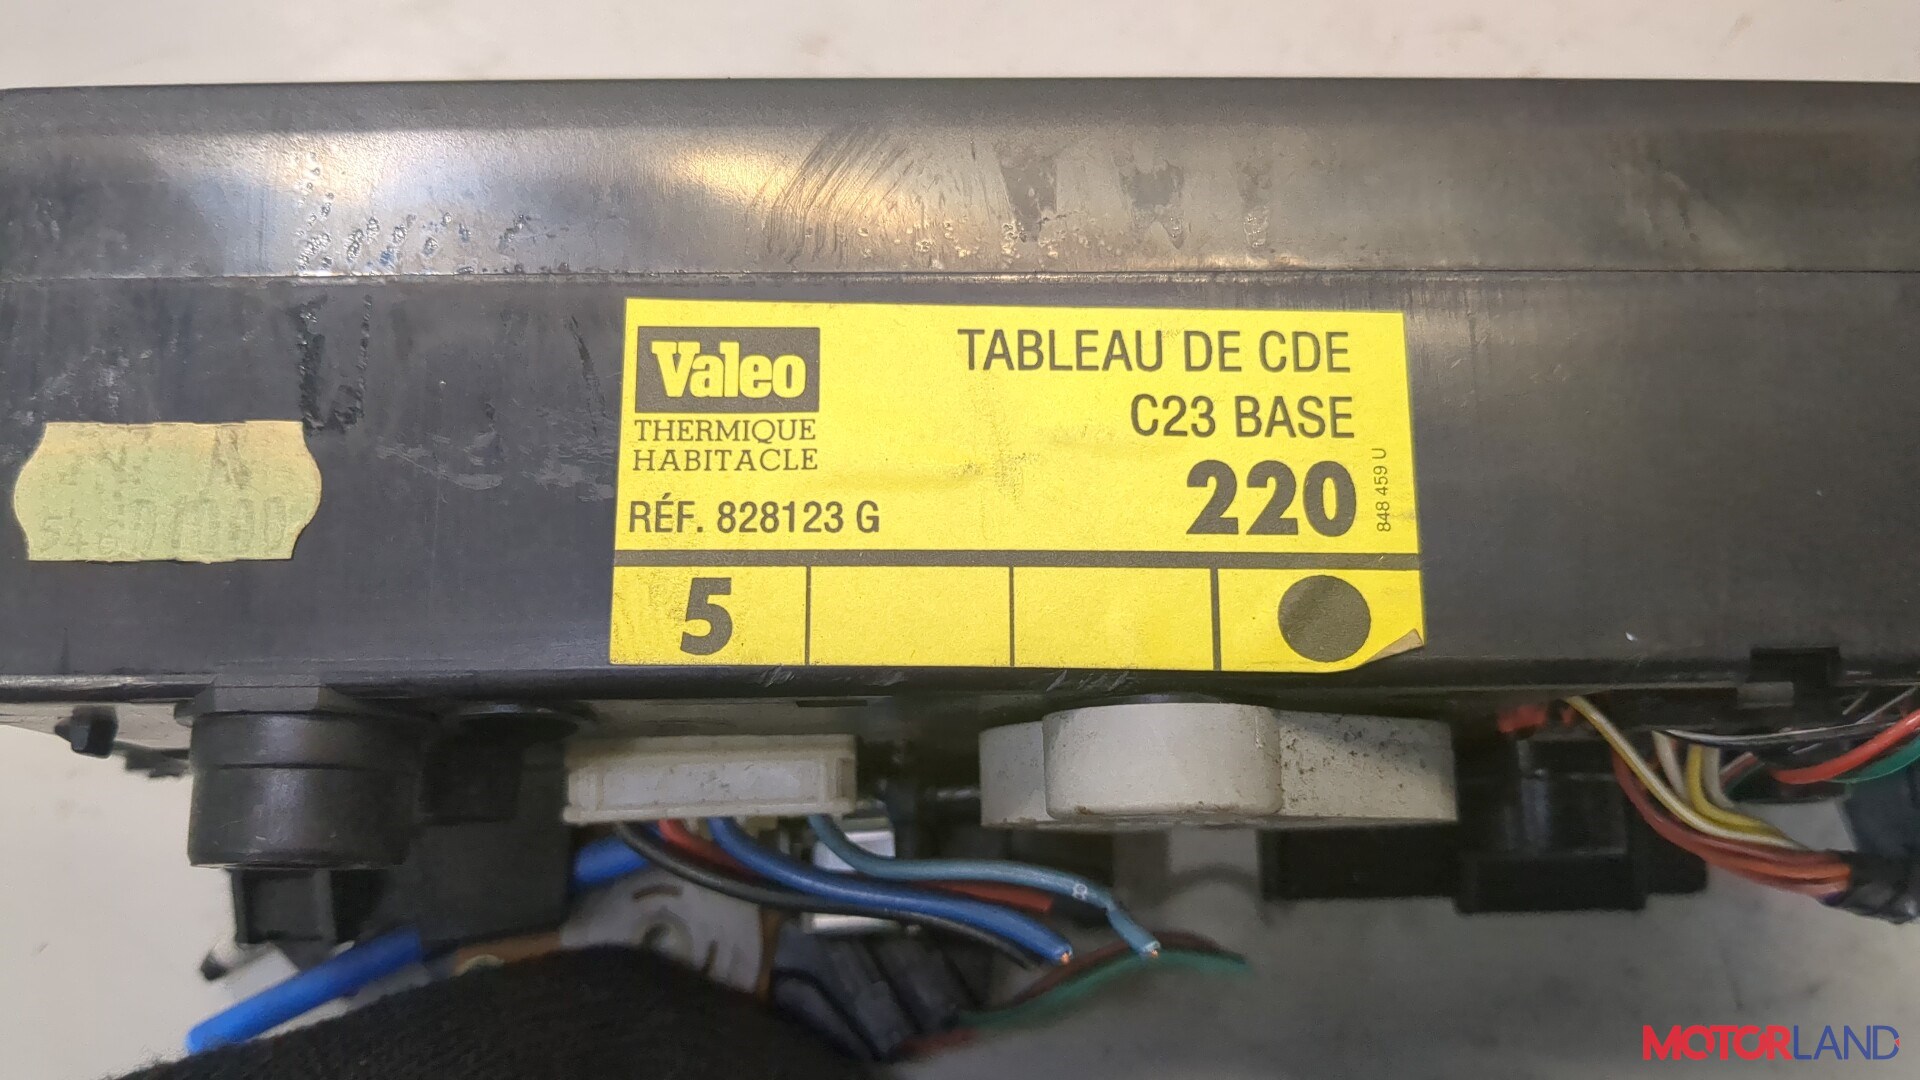 Valeo
THERMIQUE
HABITACLE
RÉF. 828123 G
TABLEAU DE CDE
C23 BASE
220
848 459 U
5
MOTORLAND